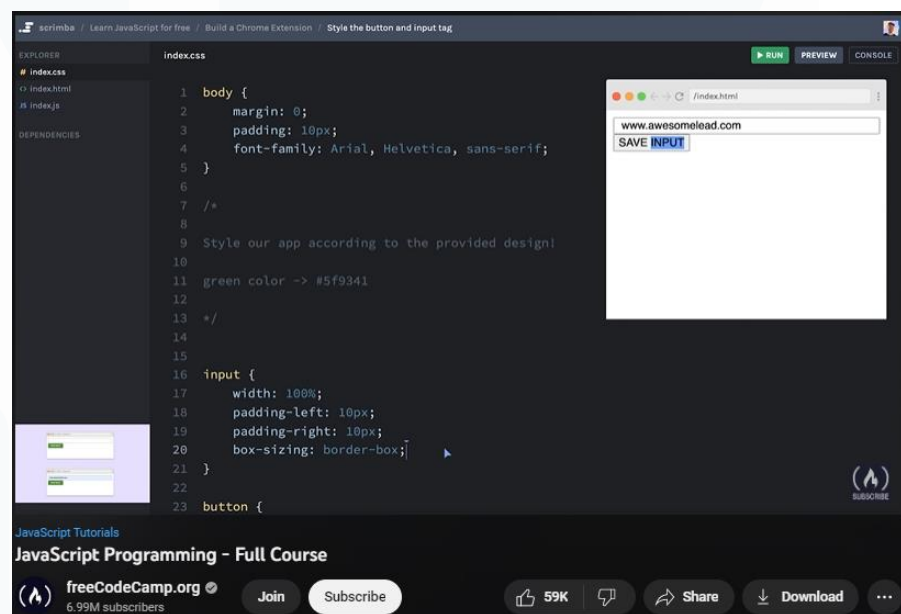 scrimba / Learn JavaScript for free / Build a Chrome Extension / Style the button and input tag
EXPLORER
# index.css
<> index.html
JS index.js
DEPENDENCIES
index.css
RUN PREVIEW CONSOLE
1 body {
2 margin: 0;
3 padding: 10px;
4 font-family: Arial, Helvetica, sans-serif;
5 }
6
7 /*
8
9 Style our app according to the provided design!
10
11 green color -> #5f9341
12
13 */
14
15
16 input {
17 width: 100%;
18 padding-left: 10px;
19 padding-right: 10px;
20 box-sizing: border-box;
21 }
22
23 button {
/index.html
www.awesomelead.com
SAVE INPUT
SUBSCRIBE
JavaScript Tutorials
JavaScript Programming - Full Course
freeCodeCamp.org
6.99M subscribers
Join
Subscribe
59K
Share
Download